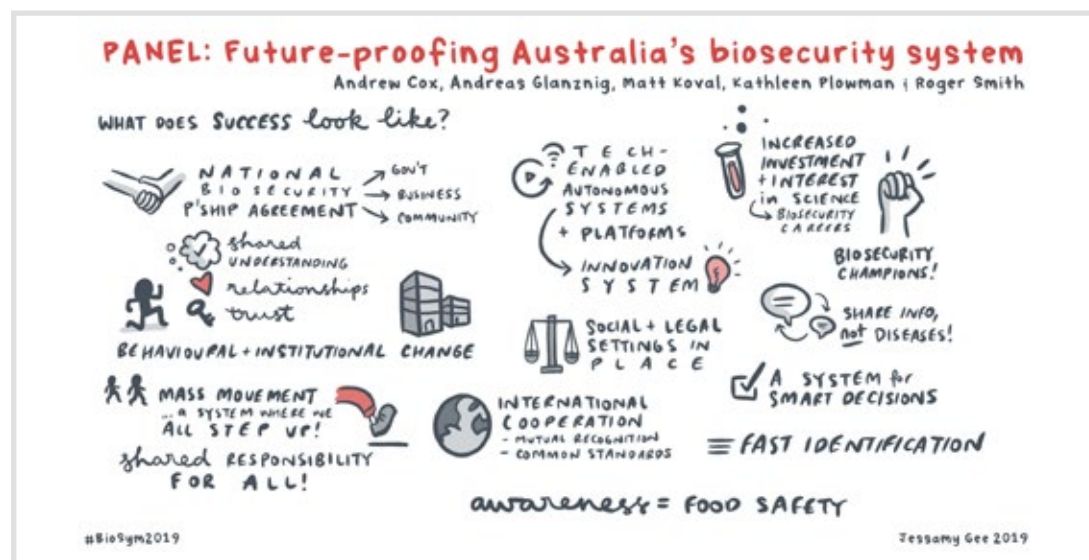 PANEL: Future-proofing Australia's biosecurity system
Andrew Cox, Andreas Glanznig, Matt Koval, Kathleen Plowman + Roger Smith
WHAT DOES SUCCESS look like?
NATIONAL
BIOSECURITY
P'SHIP AGREEMENT
GOV'T
BUSINESS
COMMUNITY
shared
UNDERSTANDING
relationships
trust
BEHAVIOURAL + INSTITUTIONAL CHANGE
MASS MOVEMENT
...a SYSTEM WHERE WE
ALL STEP UP!
shared RESPONSIBILITY
FOR ALL!
TECH-
ENABLED
AUTONOMOUS
SYSTEMS
+ PLATFORMS
INNOVATION
SYSTEM
SOCIAL + LEGAL
SETTINGS IN
PLACE
INTERNATIONAL
COOPERATION
- MUTUAL RECOGNITION
- COMMON STANDARDS
INCREASED
INVESTMENT
+ INTEREST
in SCIENCE
BIOSECURITY
CAREERS
BIOSECURITY
CHAMPIONS!
SHARE INFO,
not DISEASES!
A SYSTEM for
SMART DECISIONS
FAST IDENTIFICATION
awareness = FOOD SAFETY
#BioSym2019
Jessamy Gee 2019